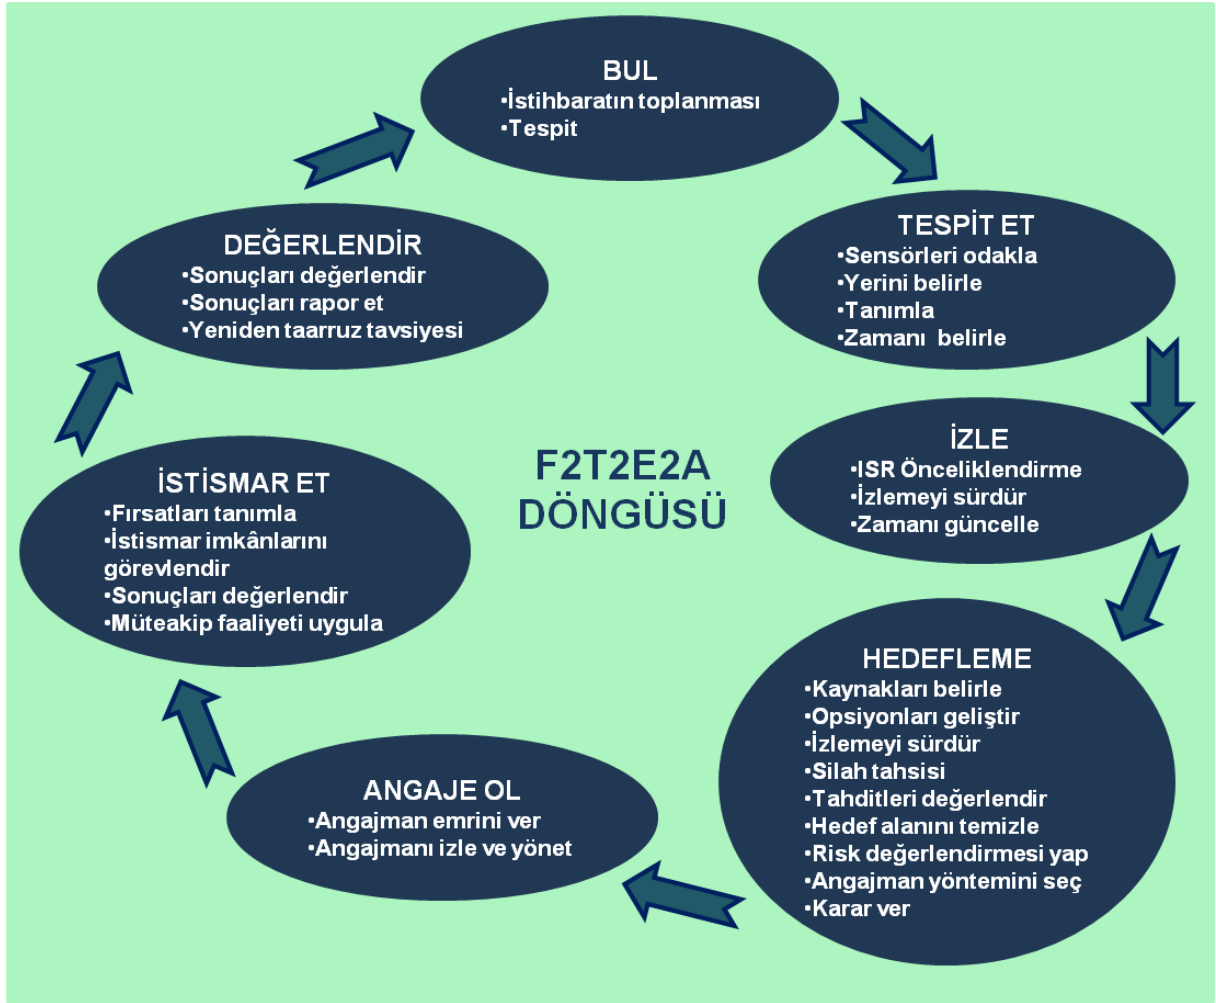 BUL
•İstihbaratın toplanması
•Tespit
TESPİT ET
•Sensörleri odakla
•Yerini belirle
•Tanımla
•Zamanı  belirle
İZLE
•ISR Önceliklendirme
•İzlemeyi sürdür
•Zamanı güncelle
HEDEFLEME
•Kaynakları belirle
•Opsiyonları geliştir
•İzlemeyi sürdür
•Silah tahsisi
•Tahditleri değerlendir
•Hedef alanını temizle
•Risk değerlendirmesi yap
•Angajman yöntemini seç
•Karar ver
ANGAJE OL
•Angajman emrini ver
•Angajmanı izle ve yönet
İSTİSMAR ET
•Fırsatları tanımla
•İstismar imkânlarını
görevlendir
•Sonuçları değerlendir
•Müteakip faaliyeti uygula
DEĞERLENDİR
•Sonuçları değerlendir
•Sonuçları rapor et
•Yeniden taarruz tavsiyesi
F2T2E2A
DÖNGÜSÜ